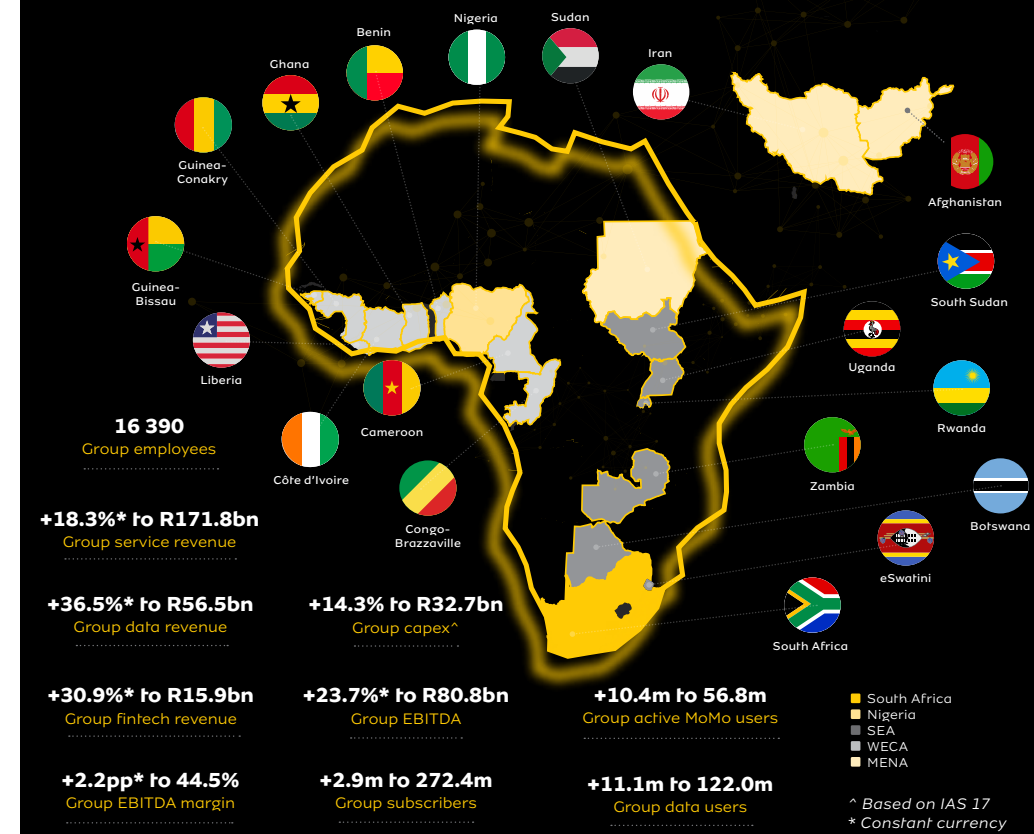 Nigeria
Sudan
Benin
Iran
Ghana
Guinea-
Conakry
Afghanistan
Guinea-
Bissau
South Sudan
Liberia
Uganda
Rwanda
Cameroon
16 390
Group employees
Côte d'Ivoire
Zambia
Congo-
Brazzaville
Botswana
eSwatini
South Africa
+18.3%* to R171.8bn
Group service revenue
+36.5%* to R56.5bn
Group data revenue
+14.3% to R32.7bn
Group capex^
+30.9%* to R15.9bn
Group fintech revenue
+23.7%* to R80.8bn
Group EBITDA
+10.4m to 56.8m
Group active MoMo users
+2.2pp* to 44.5%
Group EBITDA margin
+2.9m to 272.4m
Group subscribers
+11.1m to 122.0m
Group data users
South Africa
Nigeria
SEA
WECA
MENA
^ Based on IAS 17
* Constant currency